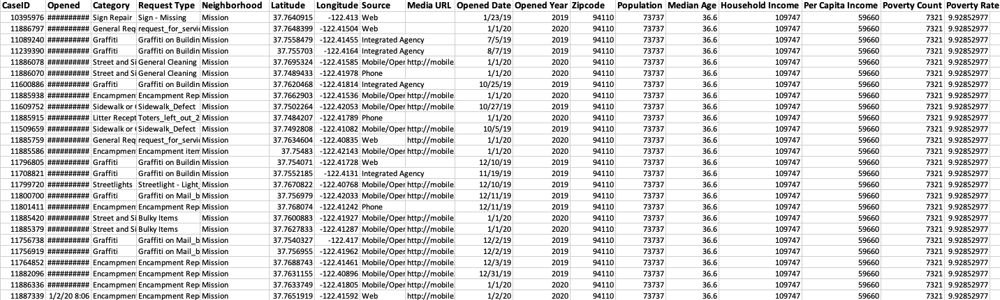 CaseID Opened Category Request Type Neighborhood Latitude Longitude Source Media URL Opened Date Opened Year Zipcode Population Median Age Household Income Per Capita Income Poverty Count Poverty Rate
10395976 ########## Sign Repair Sign - Missing Mission 37.7640915 -122.413 Web 1/23/19 2019 94110 73737 36.6 109747 59660 7321 9.92852977
11886797 ########## General Req request_for_servi Mission 37.7648399 -122.41504 Web 1/1/20 2020 94110 73737 36.6 109747 59660 7321 9.92852977
11089240 ########## Graffiti Graffiti on Buildin Mission 37.7558479 -122.41455 Integrated Agency 7/5/19 2019 94110 73737 36.6 109747 59660 7321 9.92852977
11239390 ########## Graffiti Graffiti on Buildin Mission 37.755703 -122.4164 Integrated Agency 8/7/19 2019 94110 73737 36.6 109747 59660 7321 9.92852977
11886078 ########## Street and Si General Cleaning Mission 37.7695324 -122.41585 Mobile/Oper http://mobile. 1/1/20 2020 94110 73737 36.6 109747 59660 7321 9.92852977
11886070 ########## Street and Si General Cleaning Mission 37.7489433 -122.41978 Phone 1/1/20 2020 94110 73737 36.6 109747 59660 7321 9.92852977
11600886 ########## Graffiti Graffiti on Buildin Mission 37.7620468 -122.41814 Integrated Agency 10/25/19 2019 94110 73737 36.6 109747 59660 7321 9.92852977
11885938 ########## Encampmen Encampment Rep Mission 37.7662903 -122.41536 Mobile/Oper http://mobile. 1/1/20 2020 94110 73737 36.6 109747 59660 7321 9.92852977
11609752 ########## Sidewalk or Sidewalk_Defect Mission 37.7502264 -122.42053 Mobile/Oper http://mobile. 10/27/19 2019 94110 73737 36.6 109747 59660 7321 9.92852977
11885915 ########## Litter Recept Toters_left_out_2 Mission 37.7484207 -122.41789 Phone 1/1/20 2020 94110 73737 36.6 109747 59660 7321 9.92852977
11509659 ########## Sidewalk or Sidewalk_Defect Mission 37.7492808 -122.41082 Mobile/Oper http://mobile. 10/5/19 2019 94110 73737 36.6 109747 59660 7321 9.92852977
11885759 ########## General Req request_for_servi Mission 37.7634604 -122.40835 Web http://mobile. 1/1/20 2020 94110 73737 36.6 109747 59660 7321 9.92852977
11885586 ########## Encampmen Encampment item Mission 37.75483 -122.42143 Mobile/Oper http://mobile. 1/1/20 2020 94110 73737 36.6 109747 59660 7321 9.92852977
11796805 ########## Graffiti Graffiti on Buildin Mission 37.754071 -122.41728 Web 12/10/19 2019 94110 73737 36.6 109747 59660 7321 9.92852977
11708821 ########## Graffiti Graffiti on Buildin Mission 37.7552185 -122.4131 Integrated Agency 11/19/19 2019 94110 73737 36.6 109747 59660 7321 9.92852977
11799720 ########## Streetlights Streetlight - Light_ Mission 37.7670822 -122.40768 Mobile/Oper http://mobile. 12/10/19 2019 94110 73737 36.6 109747 59660 7321 9.92852977
11800700 ########## Graffiti Graffiti on Mail_b Mission 37.756979 -122.42033 Mobile/Oper http://mobile. 12/11/19 2019 94110 73737 36.6 109747 59660 7321 9.92852977
11801411 ########## Encampmen Encampment Rep Mission 37.768074 -122.41242 Phone 12/11/19 2019 94110 73737 36.6 109747 59660 7321 9.92852977
11885420 ########## Street and Si Bulky Items Mission 37.7600883 -122.41927 Mobile/Oper http://mobile. 1/1/20 2020 94110 73737 36.6 109747 59660 7321 9.92852977
11885379 ########## Street and Si Bulky Items Mission 37.7627833 -122.41287 Mobile/Oper http://mobile. 1/1/20 2020 94110 73737 36.6 109747 59660 7321 9.92852977
11756738 ########## Graffiti Graffiti on Mail_b Mission 37.7540327 -122.417 Mobile/Oper http://mobile. 12/2/19 2019 94110 73737 36.6 109747 59660 7321 9.92852977
11756919 ########## Graffiti Graffiti on Mail_b Mission 37.756955 -122.41962 Mobile/Oper http://mobile. 12/2/19 2019 94110 73737 36.6 109747 59660 7321 9.92852977
11764852 ########## Encampmen Encampment Rep Mission 37.7688743 -122.41461 Mobile/Oper http://mobile. 12/3/19 2019 94110 73737 36.6 109747 59660 7321 9.92852977
11882096 ########## Encampmen Encampment Rep Mission 37.7631155 -122.40896 Mobile/Oper http://mobile. 12/31/19 2019 94110 73737 36.6 109747 59660 7321 9.92852977
11886336 ########## Encampmen Encampment Rep Mission 37.7633749 -122.41805 Mobile/Oper http://mobile. 1/1/20 2020 94110 73737 36.6 109747 59660 7321 9.92852977
11887339 1/2/20 8:06 Encampmen Encampment Rep Mission 37.7651919 -122.41592 Web http://mobile. 1/2/20 2020 94110 73737 36.6 109747 59660 7321 9.92852977